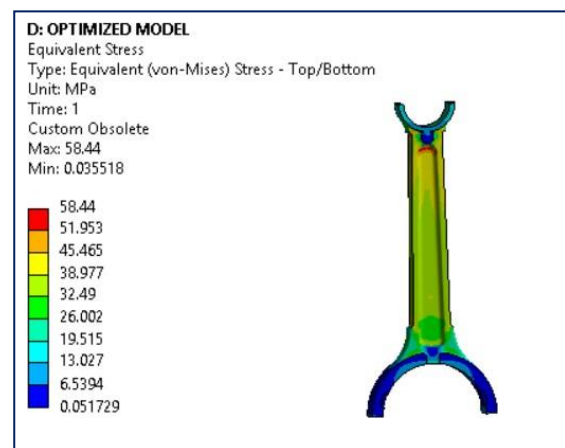 D: OPTIMIZED MODEL
Equivalent Stress
Type: Equivalent (von-Mises) Stress - Top/Bottom
Unit: MPa
Time: 1
Custom Obsolete
Max: 58.44
Min: 0.035518
58.44
51.953
45.465
38.977
32.49
26.002
19.515
13.027
6.5394
0.051729